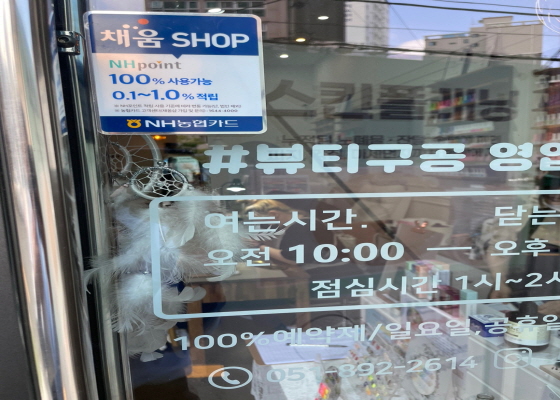 채움 SHOP
NHpoint
100% 사용가능
0.1~1.0% 적립
NH농협카드
#뷰티구공 영업
여는시간. 닫는
오전 10:00 — 오후
점심시간 1시~2시
100%예약제/일요일,공휴일
051-892-2614